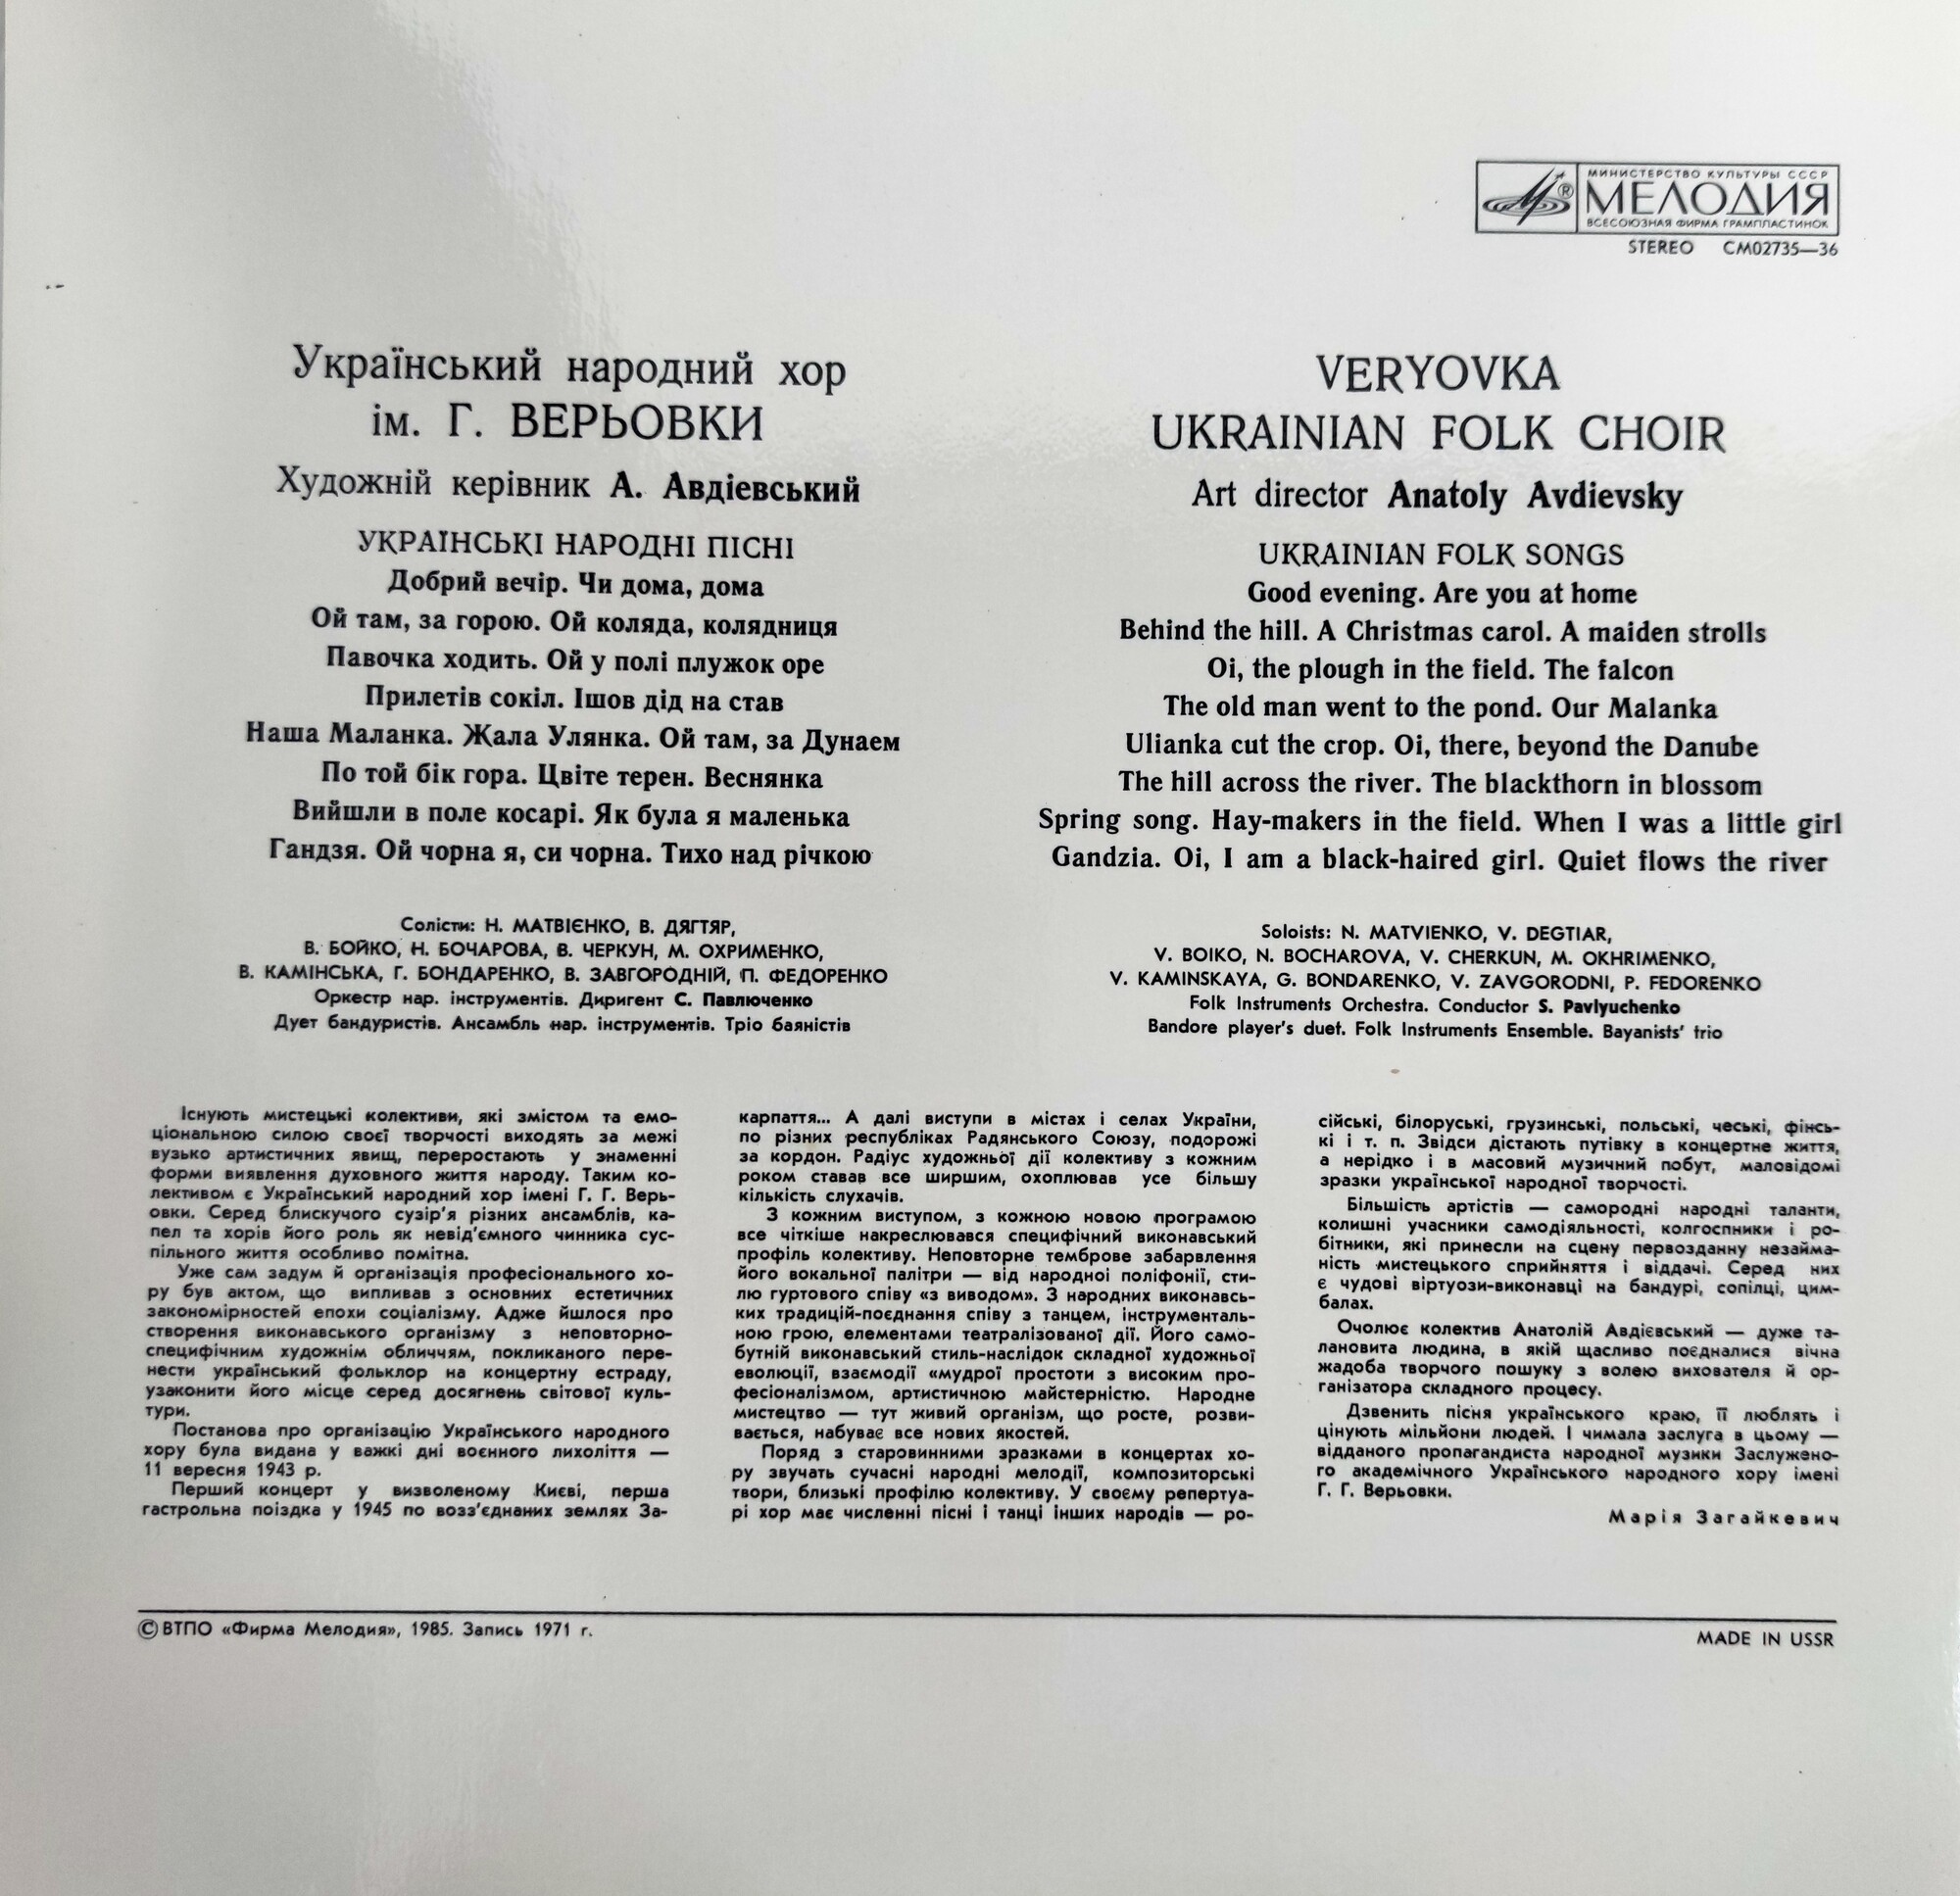 МИНИСТЕРСТВО КУЛЬТУРЫ СССР
МЕЛОДИЯ
ВСЕСОЮЗНАЯ ФИРМА ГРАМПЛАСТИНОК
STEREO СМ02735—36
Український народний хор
ім. Г. ВЕРЬОВКИ
Художній керівник А. Авдієвський
УКРАЇНСЬКІ НАРОДНІ ПІСНІ
Добрий вечір. Чи дома, дома
Ой там, за горою. Ой коляда, колядниця
Павочка ходить. Ой у полі плужок оре
Прилетів сокіл. Ішов дід на став
Наша Маланка. Жала Улянка. Ой там, за Дунаем
По той бік гора. Цвіте терен. Веснянка
Вийшли в поле косарі. Як була я маленька
Гандзя. Ой чорна я, си чорна. Тихо над річкою
Солісти: Н. МАТВІЄНКО, В. ДЯГТЯР,
В. БОЙКО, Н. БОЧАРОВА, В. ЧЕРКУН, М. ОХРИМЕНКО,
В. КАМІНСЬКА, Г. БОНДАРЕНКО, В. ЗАВГОРОДНІЙ, П. ФЕДОРЕНКО
Оркестр нар. інструментів. Диригент С. Павлюченко
Дует бандуристів. Ансамбль нар. інструментів. Тріо баяністів
VERYOVKA
UKRAINIAN FOLK CHOIR
Art director Anatoly Avdievsky
UKRAINIAN FOLK SONGS
Good evening. Are you at home
Behind the hill. A Christmas carol. A maiden strolls
Oi, the plough in the field. The falcon
The old man went to the pond. Our Malanka
Ulianka cut the crop. Oi, there, beyond the Danube
The hill across the river. The blackthorn in blossom
Spring song. Hay-makers in the field. When I was a little girl
Gandzia. Oi, I am a black-haired girl. Quiet flows the river
Soloists: N. MATVIENKO, V. DEGTIAR,
V. BOIKO, N. BOCHAROVA, V. CHERKUN, M. OKHRIMENKO,
V. KAMINSKAYA, G. BONDARENKO, V. ZAVGORODNI, P. FEDORENKO
Folk Instruments Orchestra. Conductor S. Pavlyuchenko
Bandore player's duet. Folk Instruments Ensemble. Bayanists' trio
Існують мистецькі колективи, які змістом та емо-
ціональною силою своєї творчості виходять за межі
вузько артистичних явищ, переростають у знаменні
форми виявлення духовного життя народу. Таким ко-
лективом є Український народний хор імені Г. Г. Верь-
овки. Серед блискучого сузір'я різних ансамблів, ка-
пел та хорів його роль як невід'ємного чинника сус-
пільного життя особливо помітна.
Уже сам задум й організація професіонального хо-
ру був актом, що випливав з основних естетичних
закономірностей епохи соціалізму. Адже йшлося про
створення виконавського організму з неповторно-
специфічним художнім обличчям, покликаного пере-
нести український фольклор на концертну естраду,
узаконити його місце серед досягнень світової куль-
тури.
Постанова про організацію Українського народного
хору була видана у важкі дні воєнного лихоліття —
11 вересня 1943 р.
Перший концерт у визволеному Києві, перша
гастрольна поїздка у 1945 по возз'єднаних землях За-
карпаття... А далі виступи в містах і селах України,
по різних республіках Радянського Союзу, подорожі
за кордон. Радіус художньої дії колективу з кожним
роком ставав все ширшим, охоплював усе більшу
кількість слухачів.
З кожним виступом, з кожною новою програмою
все чіткіше накреслювався специфічний виконавський
профіль колективу. Неповторне темброве забарвлення
його вокальної палітри — від народної поліфонії, сти-
лю гуртового співу «з виводом». З народних виконавсь-
ких традицій-поєднання співу з танцем, інструменталь-
ною грою, елементами театралізованої дії. Його само-
бутній виконавський стиль-наслідок складної художньої
еволюції, взаємодії «мудрої простоти з високим про-
фесіоналізмом, артистичною майстерністю. Народне
мистецтво — тут живий організм, що росте, розви-
вається, набуває все нових якостей.
Поряд з старовинними зразками в концертах хо-
ру звучать сучасні народні мелодії, композиторські
твори, близькі профілю колективу. У своєму репертуа-
рі хор має численні пісні і танці інших народів — ро-
сійські, білоруські, грузинські, польські, чеські, фінсь-
кі і т. п. Звідси дістають путівку в концертне життя,
а нерідко і в масовий музичний побут, маловідомі
зразки української народної творчості.
Більшість артістів — самородні народні таланти,
колишні учасники самодіяльності, колгоспники і ро-
бітники, які принесли на сцену первозданну незайма-
ність мистецького сприйняття і віддачі. Серед них
є чудові віртуози-виконавці на бандурі, сопілці, цим-
балах.
Очолює колектив Анатолій Авдієвський — дуже та-
лановита людина, в якій щасливо поєдналися вічна
жадоба творчого пошуку з волею вихователя й ор-
ганізатора складного процесу.
Дзвенить пісня українського краю, її люблять і
цінують мільйони людей. І чимала заслуга в цьому —
відданого пропагандиста народної музики Заслужено-
го академічного Українського народного хору імені
Г. Г. Верьовки.
Марія Загайкевич
© ВТПО «Фирма Мелодия», 1985. Запись 1971 г.
MADE IN USSR